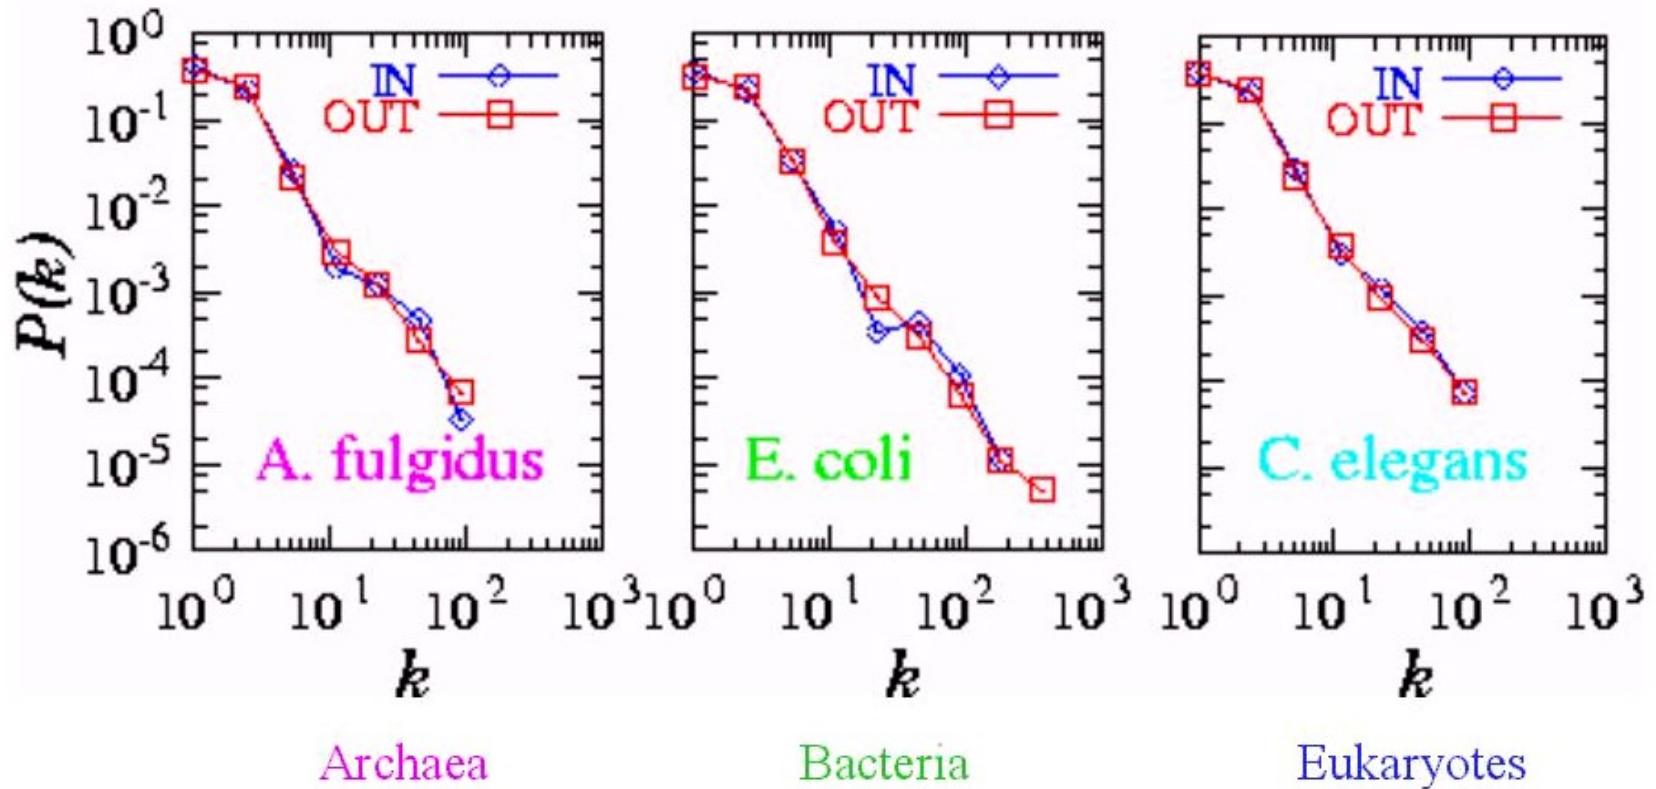 10^0
10^-1
10^-2
10^-3
10^-4
10^-5
10^-6
P(k)
IN
OUT
A. fulgidus
10^0 10^1 10^2 10^3
k
IN
OUT
E. coli
10^0 10^1 10^2 10^3
k
IN
OUT
C. elegans
10^0 10^1 10^2 10^3
k
Archaea
Bacteria
Eukaryotes